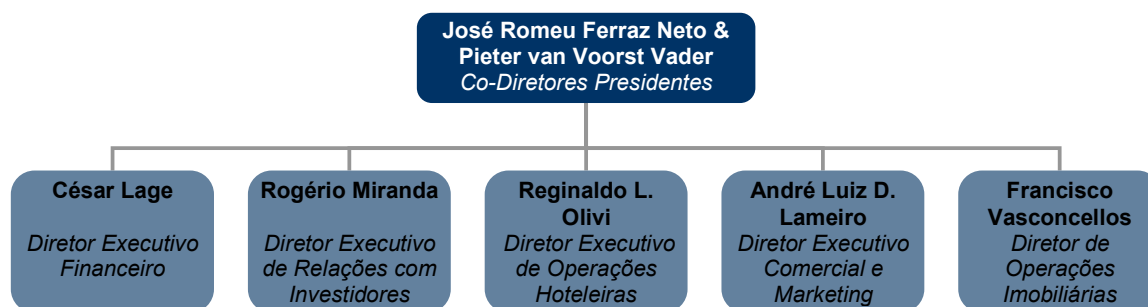 José Romeu Ferraz Neto &
Pieter van Voorst Vader
Co-Diretores Presidentes
César Lage
Diretor Executivo
Financeiro
Rogério Miranda
Diretor Executivo
de Relações com
Investidores
Reginaldo L.
Olivi
Diretor Executivo
de Operações
Hoteleiras
André Luiz D.
Lameiro
Diretor Executivo
Comercial e
Marketing
Francisco
Vasconcellos
Diretor de
Operações
Imobiliárias